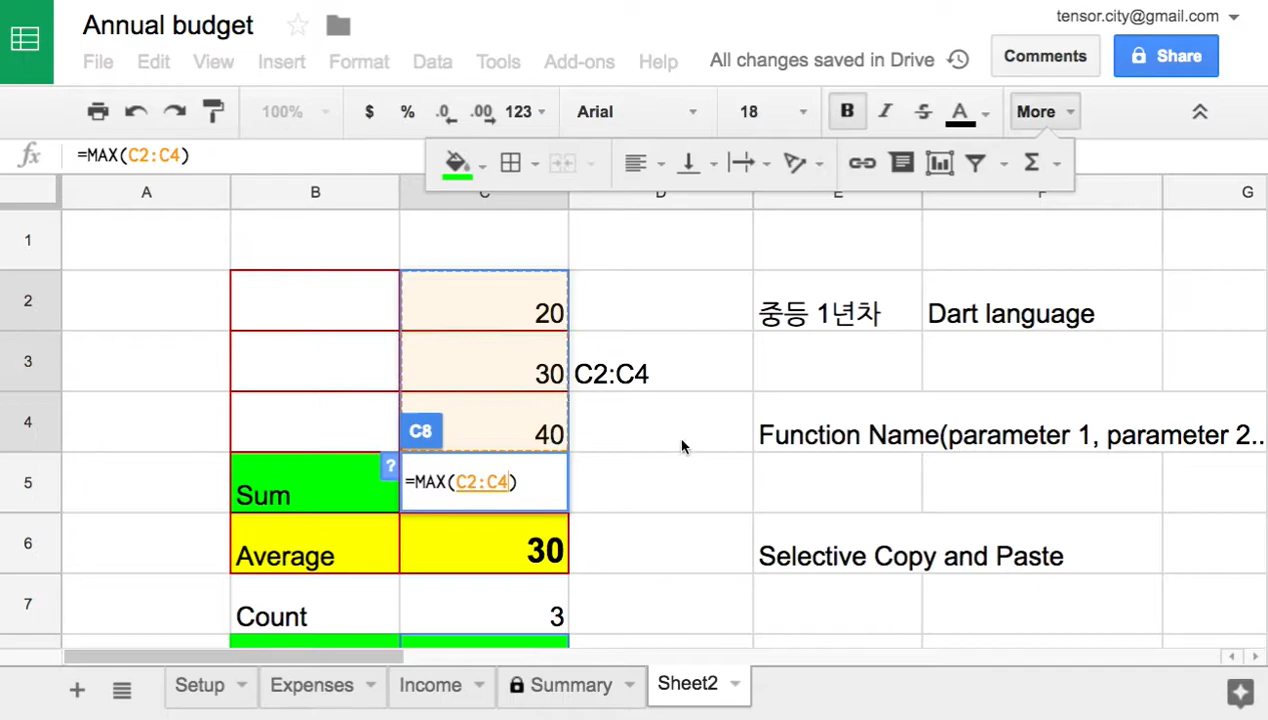 Annual budget
tensor.city@gmail.com
File Edit View Insert Format Data Tools Add-ons Help All changes saved in Drive Comments Share
100% $ % .0 .00 123 Arial 18 B I S A More
fx =MAX(C2:C4)
A B C D E F G
1
2 20 중등 1년차 Dart language
3 30 C2:C4
4 C8 40 Function Name(parameter 1, parameter 2..
5 Sum ? =MAX(C2:C4)
6 Average 30 Selective Copy and Paste
7 Count 3
+ Setup Expenses Income Summary Sheet2